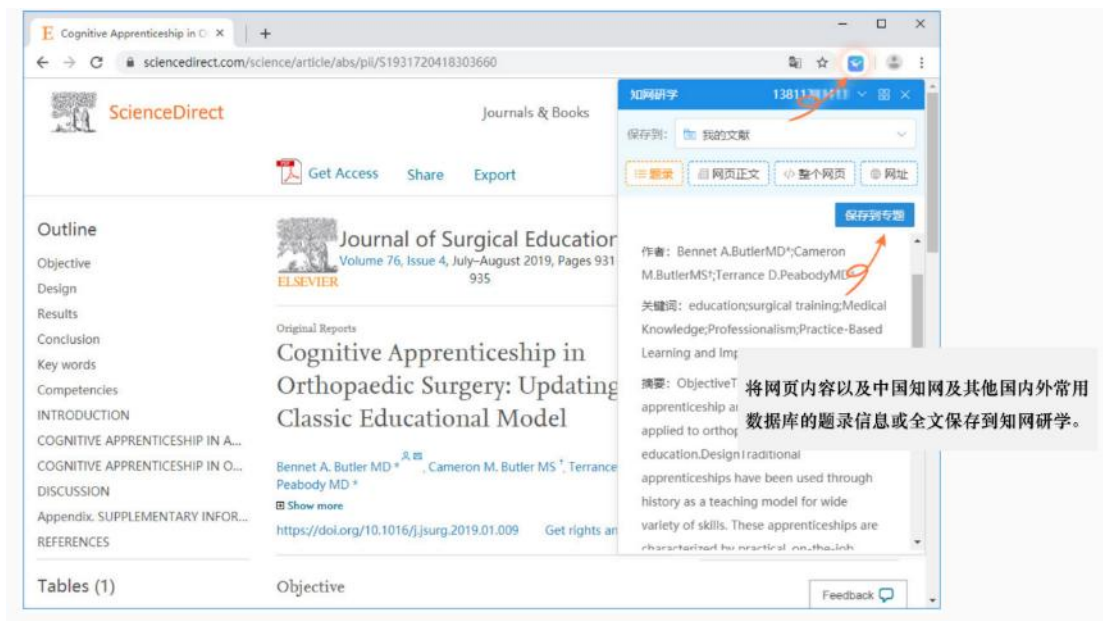 Cognitive Apprenticeship in O
sciencedirect.com/science/article/abs/pii/S1931720418303660
ScienceDirect
Journals & Books
Get Access Share Export
Outline
Objective
Design
Results
Conclusion
Key words
Competencies
INTRODUCTION
COGNITIVE APPRENTICESHIP IN A...
COGNITIVE APPRENTICESHIP IN O...
DISCUSSION
Appendix. SUPPLEMENTARY INFOR...
REFERENCES
Tables (1)
ELSEVIER
Journal of Surgical Education
Volume 76, Issue 4, July–August 2019, Pages 931
935
Original Reports
Cognitive Apprenticeship in
Orthopaedic Surgery: Updating
Classic Educational Model
Bennet A. Butler MD *, Cameron M. Butler MS †, Terrance
Peabody MD *
Show more
https://doi.org/10.1016/j.jsurg.2019.01.009 Get rights an
Objective
知网研学 13811
保存到: 我的文献
题录 网页正文 整个网页 网址
保存到专题
作者: Bennet A.ButlerMD*;Cameron
M.ButlerMS†;Terrance D.PeabodyMD
关键词: education;surgical training;Medical
Knowledge;Professionalism;Practice-Based
Learning and Imp
摘要: ObjectiveT
apprenticeship a
applied to orthop
education.DesignTraditional
apprenticeships have been used through
history as a teaching model for wide
variety of skills. These apprenticeships are
characterized by practical, on-the-job
将网页内容以及中国知网及其他国内外常用
数据库的题录信息或全文保存到知网研学。
Feedback